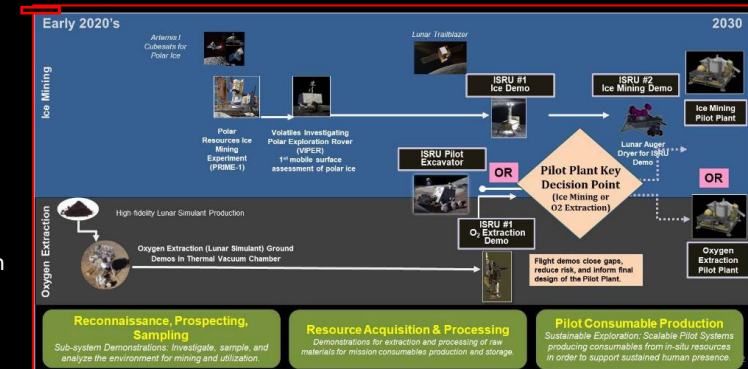 Early 2020's
2030
Artemis I
Cubesats for
Polar Ice
Lunar Trailblazor
Ice Mining
ISRU #1
Ice Demo
ISRU #2
Ice Mining Demo
Ice Mining
Pilot Plant
Polar
Resources Ice
Mining
Experiment
(PRIME-1)
Volatiles Investigating
Polar Exploration Rover
(VIPER)
1st mobile surface
assessment of polar ice
Lunar Auger
Dryer for ISRU
Demo
ISRU Pilot
Excavator
OR
Pilot Plant Key
Decision Point
(Ice Mining or
O2 Extraction)
OR
Oxygen Extraction
High-fidelity Lunar Simulant Production
ISRU #1
O2 Extraction
Demo
Oxygen Extraction (Lunar Simulant) Ground
Demos in Thermal Vacuum Chamber
Flight demos close gaps,
reduce risk, and inform final
design of the Pilot Plant.
Oxygen
Extraction
Pilot Plant
n
Reconnaissance, Prospecting,
Sampling
Sub-system Demonstrations: Investigate, sample, and
analyze the environment for mining and utilization.
Resource Acquisition & Processing
Demonstrations for extraction and processing of raw
materials for mission consumables production and storage.
Pilot Consumable Production
Sustainable Exploration: Scalable Pilot Systems
producing consumables from in-situ resources
in order to support sustained human presence.